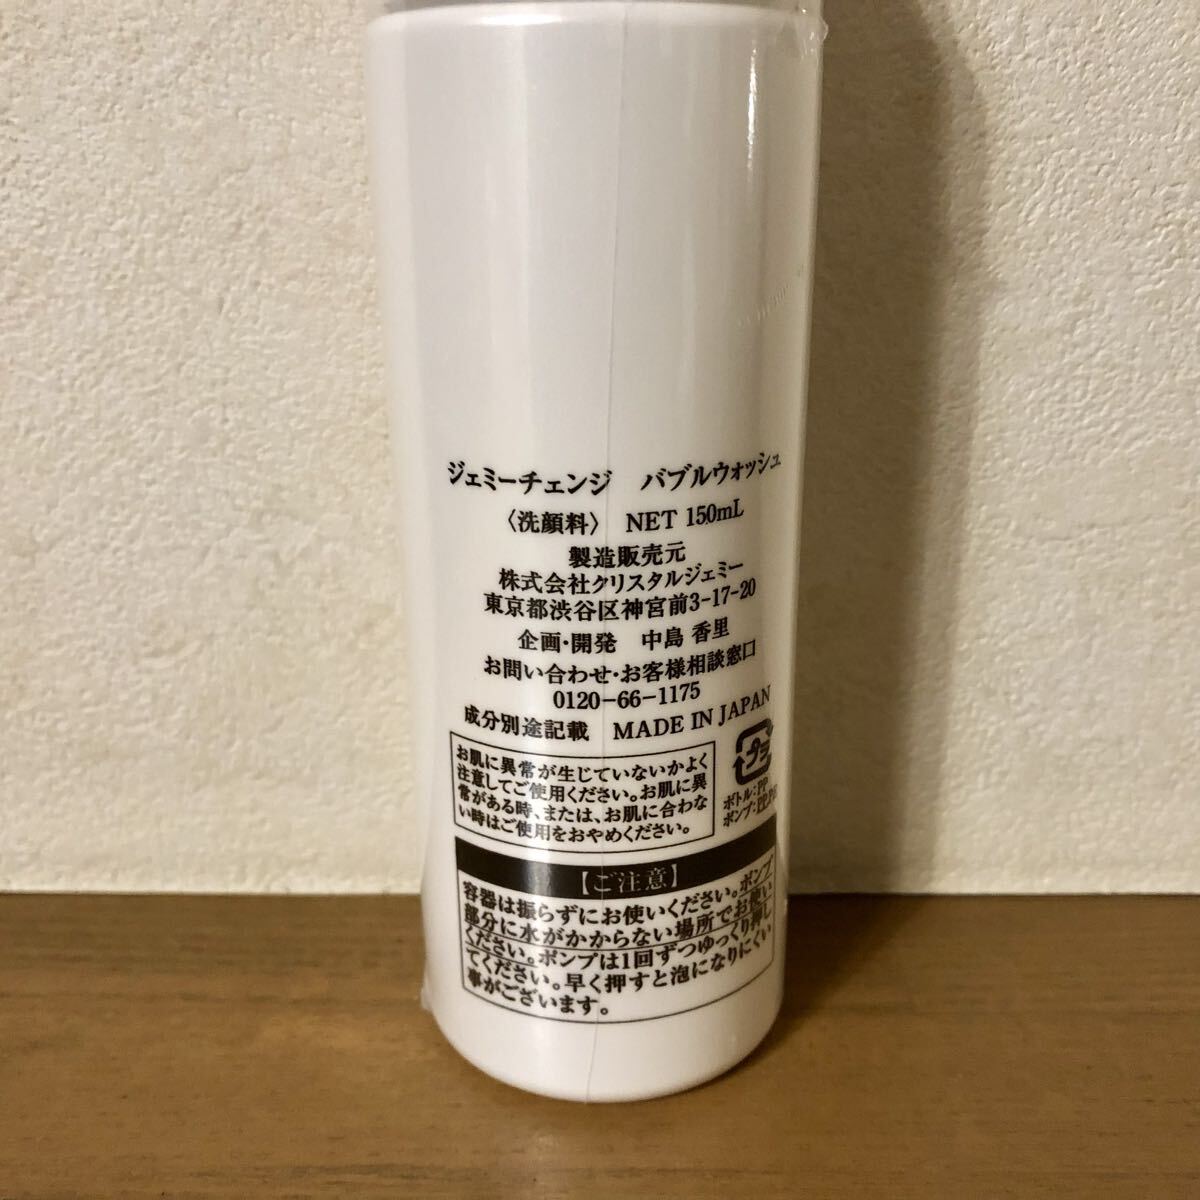 ジェミーチェンジ　バブルウォッシュ
〈洗顔料〉 NET 150mL
製造販売元
株式会社クリスタルジェミー
東京都渋谷区神宮前3-17-20
企画・開発　中島 香里
お問い合わせ・お客様相談窓口
0120-66-1175
成分別途記載　MADE IN JAPAN
お肌に異常が生じていないかよく
注意してご使用ください。お肌に異
常がある時、または、お肌に合わな
い時はご使用をおやめください。
プラ
ボトル:PP
ポンプ:PP,
【ご注意】
容器は振らずにお使いください。ポンプ
部分に水がかからない場所でお使い
ください。ポンプは1回ずつゆっくり押し
てください。早く押すと泡になりにくい
事がございます。